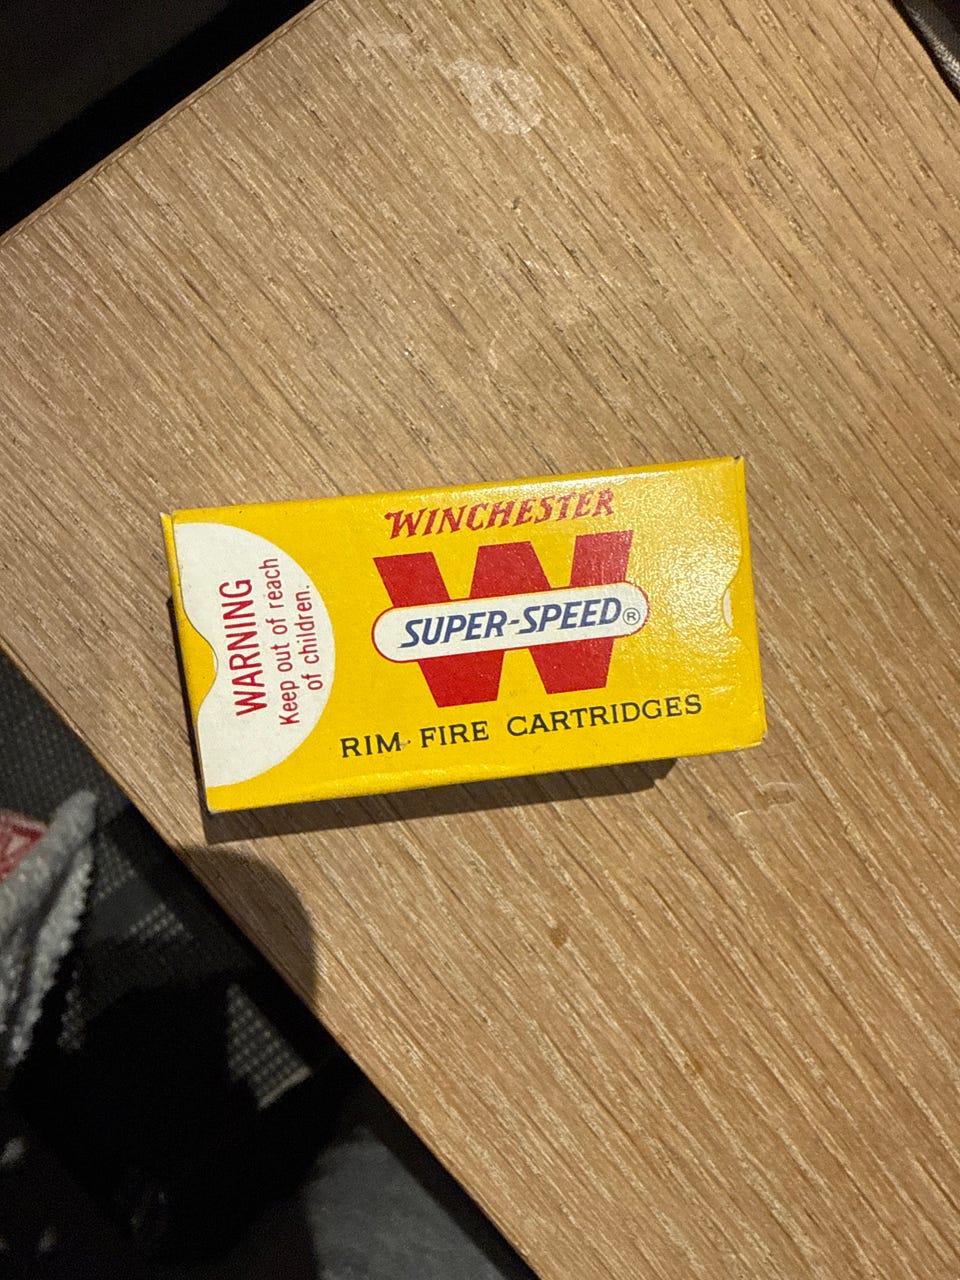 WARNING
Keep out of reach
of children.
WINCHESTER
W
SUPER-SPEED®
RIM-FIRE CARTRIDGES